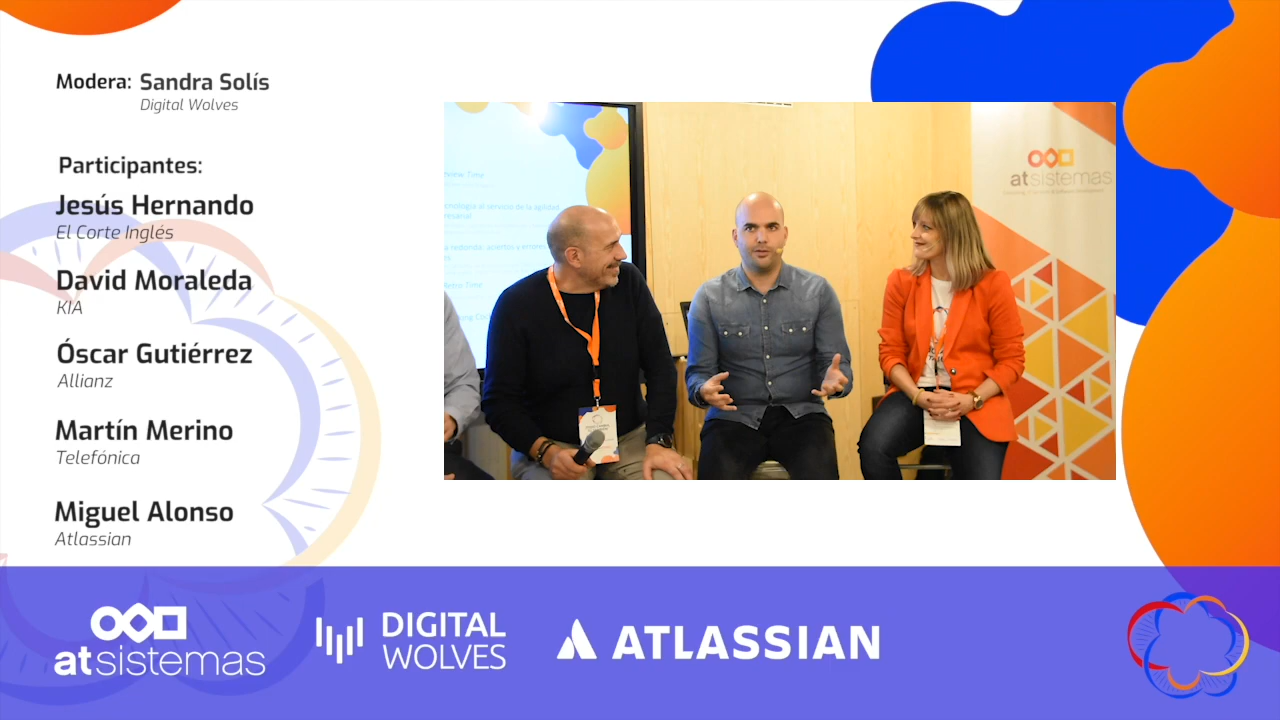 Modera: Sandra Solís
Digital Wolves
Participantes:
Jesús Hernando
El Corte Inglés
David Moraleda
KIA
Óscar Gutiérrez
Allianz
Martín Merino
Telefónica
Miguel Alonso
Atlassian
atsistemas
atsistemas
DIGITAL
WOLVES
ATLASSIAN